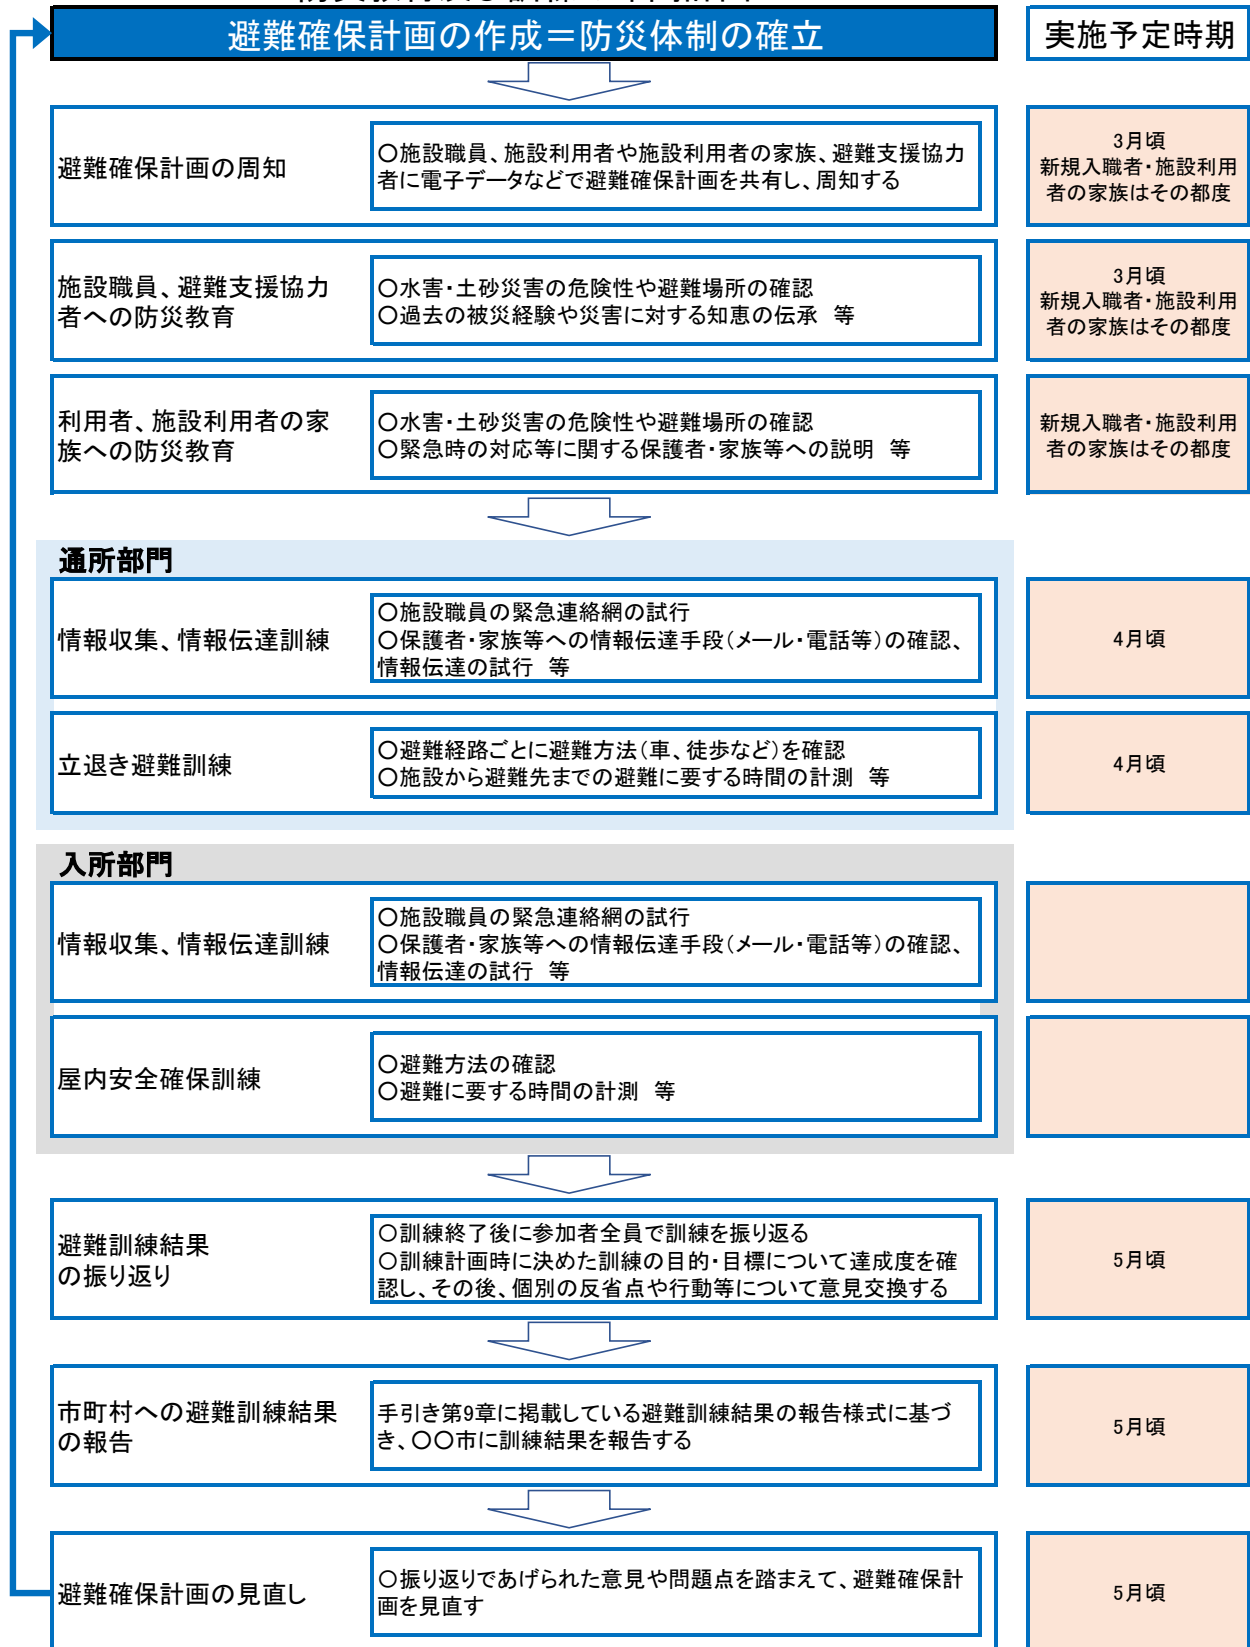 避難確保計画の作成＝防災体制の確立
実施予定時期
避難確保計画の周知
○施設職員、施設利用者や施設利用者の家族、避難支援協力
者に電子データなどで避難確保計画を共有し、周知する
3月頃
新規入職者・施設利用
者の家族はその都度
施設職員、避難支援協力
者への防災教育
○水害・土砂災害の危険性や避難場所の確認
○過去の被災経験や災害に対する知恵の伝承　等
3月頃
新規入職者・施設利用
者の家族はその都度
利用者、施設利用者の家
族への防災教育
○水害・土砂災害の危険性や避難場所の確認
○緊急時の対応等に関する保護者・家族等への説明　等
新規入職者・施設利用
者の家族はその都度
通所部門
情報収集、情報伝達訓練
○施設職員の緊急連絡網の試行
○保護者・家族等への情報伝達手段（メール・電話等）の確認、
情報伝達の試行　等
4月頃
立退き避難訓練
○避難経路ごとに避難方法（車、徒歩など）を確認
○施設から避難先までの避難に要する時間の計測　等
4月頃
入所部門
情報収集、情報伝達訓練
○施設職員の緊急連絡網の試行
○保護者・家族等への情報伝達手段（メール・電話等）の確認、
情報伝達の試行　等
屋内安全確保訓練
○避難方法の確認
○避難に要する時間の計測　等
避難訓練結果
の振り返り
○訓練終了後に参加者全員で訓練を振り返る
○訓練計画時に決めた訓練の目的・目標について達成度を確
認し、その後、個別の反省点や行動等について意見交換する
5月頃
市町村への避難訓練結果
の報告
手引き第9章に掲載している避難訓練結果の報告様式に基づ
き、○○市に訓練結果を報告する
5月頃
避難確保計画の見直し
○振り返りであげられた意見や問題点を踏まえて、避難確保計
画を見直す
5月頃